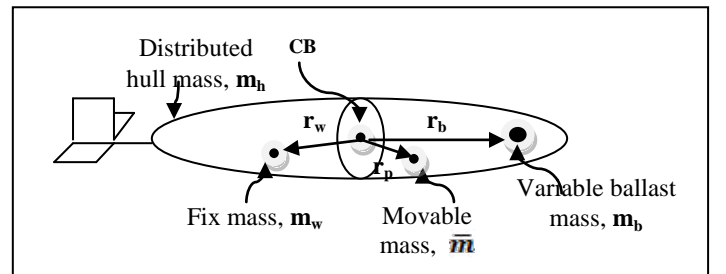 Distributed
hull mass, m_h
CB
r_w
r_b
r_p
Fix mass, m_w
Movable
mass, m̄
Variable ballast
mass, m_b